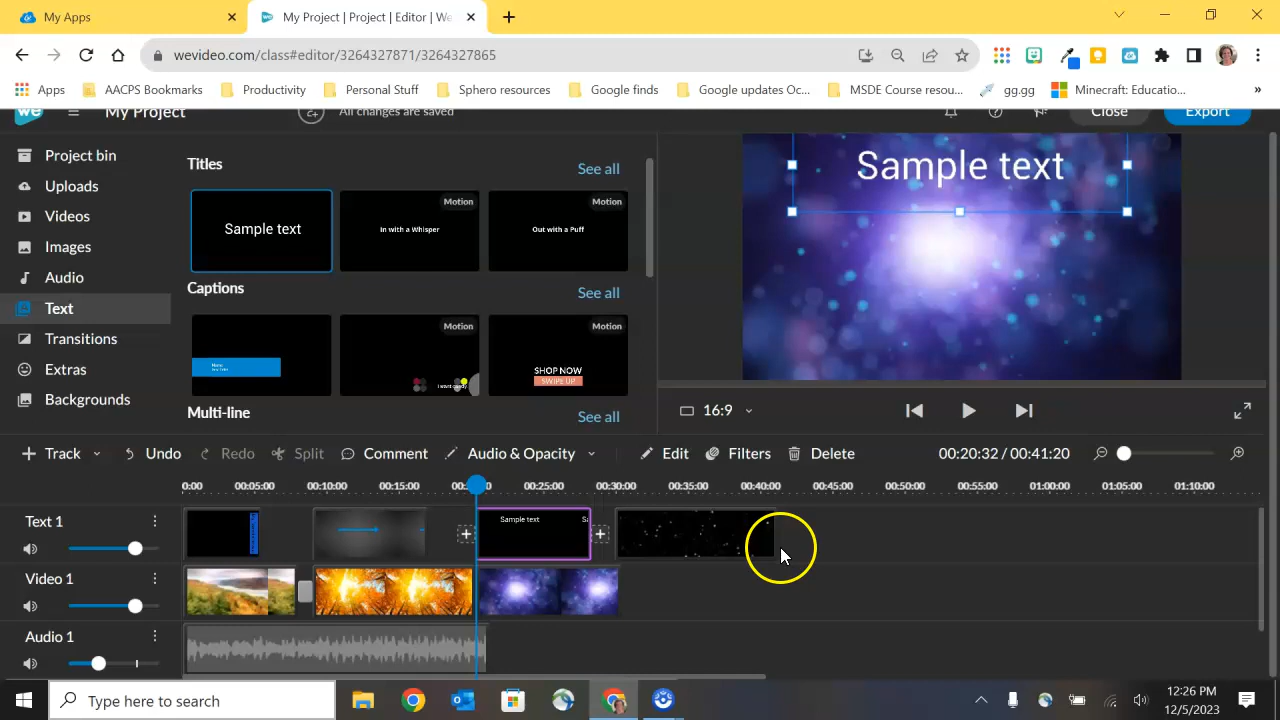 My Apps
My Project | Project | Editor | We
wevideo.com/class#editor/3264327871/3264327865
Apps AACPS Bookmarks Productivity Personal Stuff Sphero resources Google finds Google updates Oc... MSDE Course resou... gg.gg Minecraft: Educatio... »
we My Project All changes are saved Close Export
Project bin
Uploads
Videos
Images
Audio
Text
Transitions
Extras
Backgrounds
Titles See all
Sample text
Motion
In with a Whisper
Motion
Out with a Puff
Captions See all
Motion
I want candy
Motion
SHOP NOW
SWIPE UP
Multi-line See all
Sample text
16:9
Track Undo Redo Split Comment Audio & Opacity Edit Filters Delete 00:20:32 / 00:41:20
0:00 00:05:00 00:10:00 00:15:00 00:25:00 00:30:00 00:35:00 00:40:00 00:45:00 00:50:00 00:55:00 01:00:00 01:05:00 01:10:00
Text 1
Sample text Sa
Video 1
Audio 1
Type here to search
12:26 PM
12/5/2023